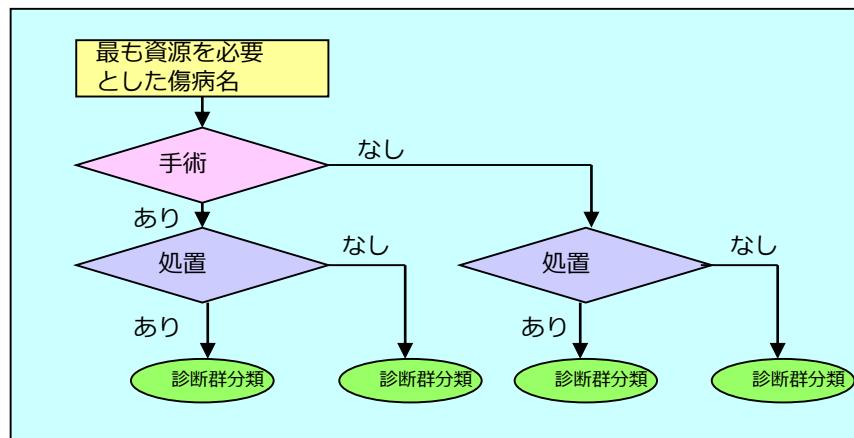 最も資源を必要
とした傷病名
手術
なし
あり
処置
なし
処置
なし
あり
あり
診断群分類
診断群分類
診断群分類
診断群分類